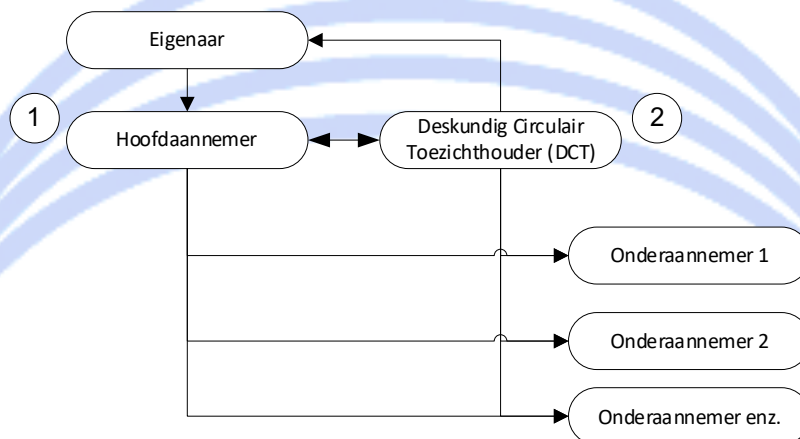 Eigenaar
1
Hoofdaannemer
Deskundig Circulair
Toezichthouder (DCT)
2
Onderaannemer 1
Onderaannemer 2
Onderaannemer enz.